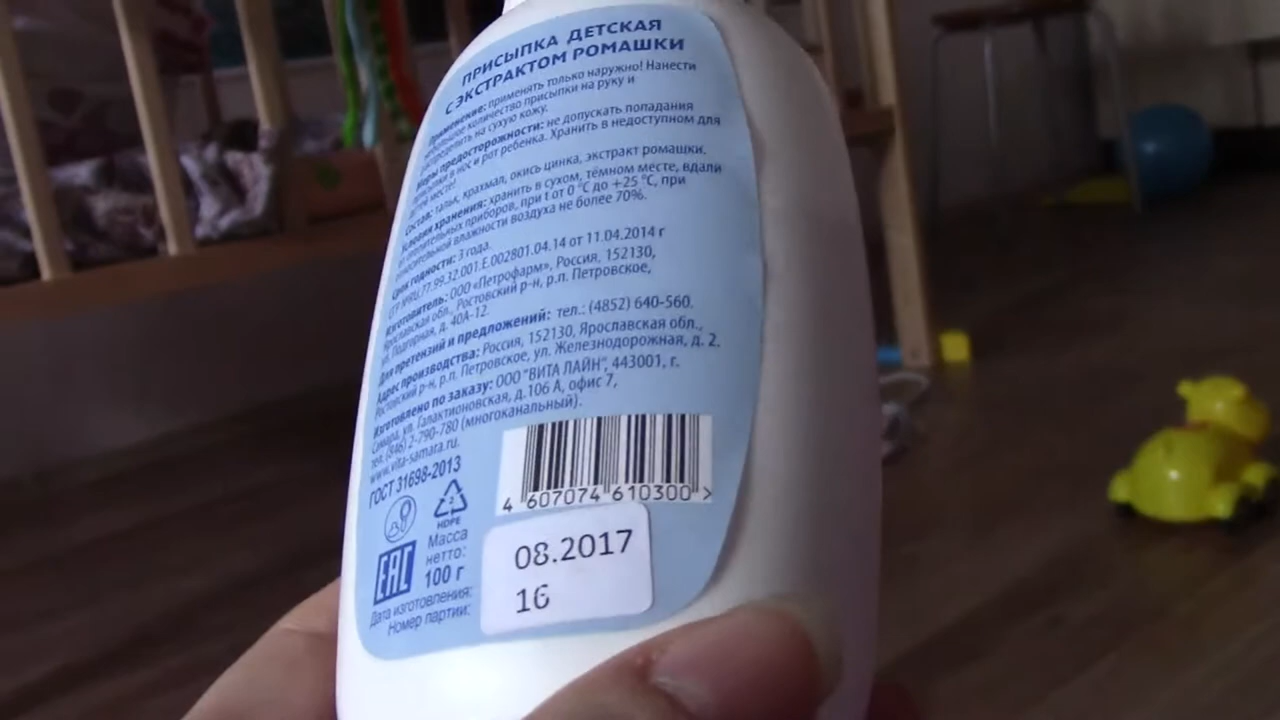 ПРИСЫПКА ДЕТСКАЯ
С ЭКСТРАКТОМ РОМАШКИ
Применение: применять только наружно! Нанести
небольшое количество присыпки на руку и
распределить на сухую кожу.
Меры предосторожности: не допускать попадания
присыпки в нос и рот ребенка. Хранить в недоступном для
детей месте!
Состав: тальк, крахмал, окись цинка, экстракт ромашки.
Условия хранения: хранить в сухом, тёмном месте, вдали
от отопительных приборов, при t от 0 °С до +25 °С, при
относительной влажности воздуха не более 70%.
Срок годности: 3 года.
СГР №RU.77.99.32.001.Е.002801.04.14 от 11.04.2014 г
Изготовитель: ООО «Петрофарм», Россия, 152130,
Ярославская обл., Ростовский р-н, р.п. Петровское,
ул. Подгорная, д. 40А-12.
Для претензий и предложений: тел.: (4852) 640-560.
Адрес производства: Россия, 152130, Ярославская обл.,
Ростовский р-н, р.п. Петровское, ул. Железнодорожная, д. 2.
Изготовлено по заказу: ООО "ВИТА ЛАЙН", 443001, г.
Самара, ул. Галактионовская, д.106 А, офис 7,
тел. (846) 2-790-780 (многоканальный).
www.vita-samara.ru.
ГОСТ 31698-2013
4 607074 610300 >
2
HDPE
EAC
Масса
нетто:
100 г
Дата изготовления: 08.2017
Номер партии: 16